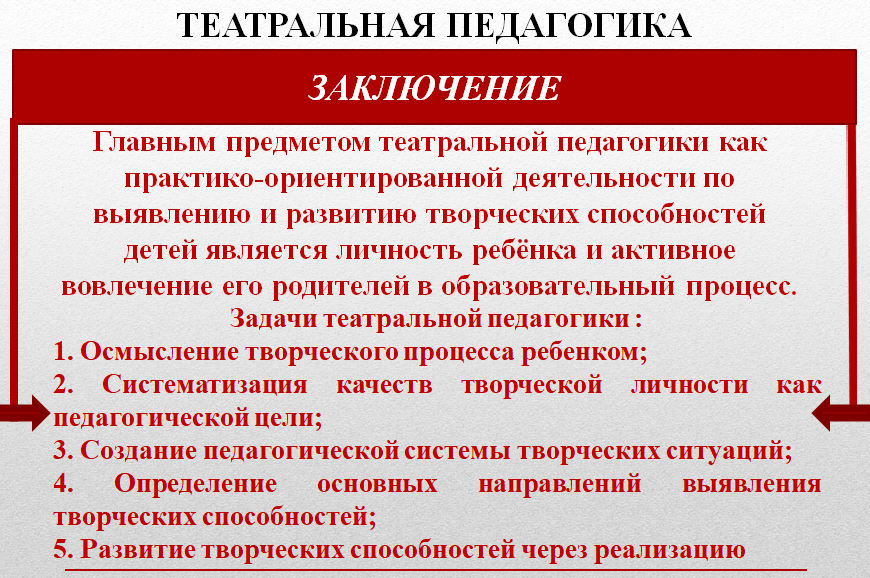 ТЕАТРАЛЬНАЯ ПЕДАГОГИКА
ЗАКЛЮЧЕНИЕ
Главным предметом театральной педагогики как
практико-ориентированной деятельности по
выявлению и развитию творческих способностей
детей является личность ребёнка и активное
вовлечение его родителей в образовательный процесс.
Задачи театральной педагогики :
1. Осмысление творческого процесса ребенком;
2. Систематизация качеств творческой личности как
педагогической цели;
3. Создание педагогической системы творческих ситуаций;
4. Определение основных направлений выявления
творческих способностей;
5. Развитие творческих способностей через реализацию